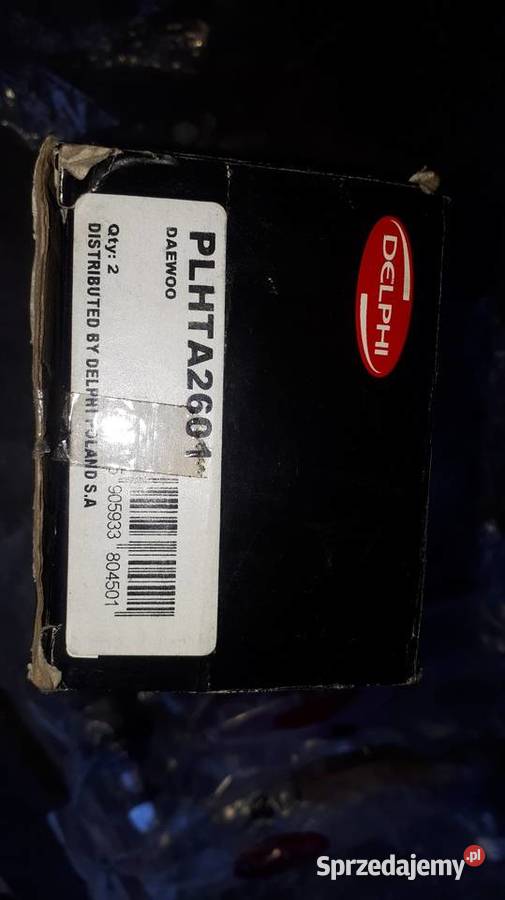 DELPHI
PLHTA2601
DAEWOO
Qty: 2
DISTRIBUTED BY DELPHI POLAND S.A
5 905933 804501
Sprzedajemy.pl